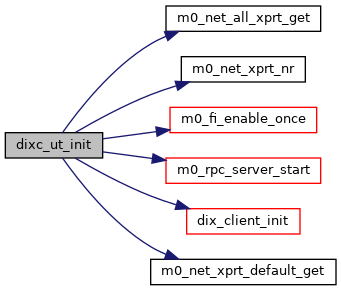 m0_net_all_xprt_get
m0_net_xprt_nr
m0_fi_enable_once
dixc_ut_init
m0_rpc_server_start
dix_client_init
m0_net_xprt_default_get